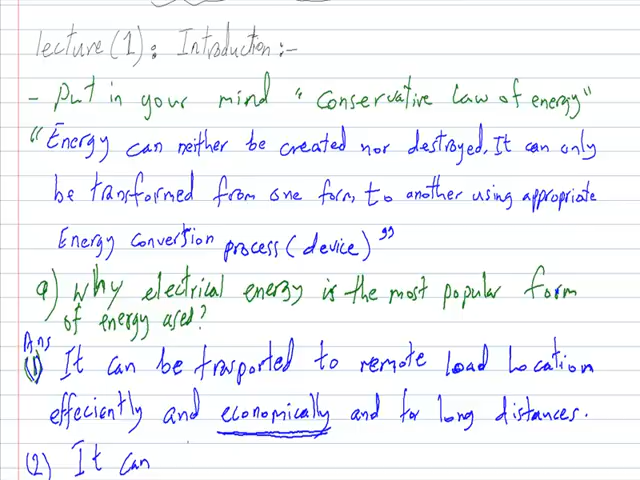 Lecture (1): Introduction:-
- Put in your mind "Conservative Law of energy"
"Energy can neither be created nor destroyed. It can only
be transformed from one form, to another using appropriate
Energy Conversion process (device)"
Q) Why electrical energy is the most popular form
of energy used?
Ans
(1) It can be trasported to remote load Location
effeciently and economically and for long distances.
(2) It can